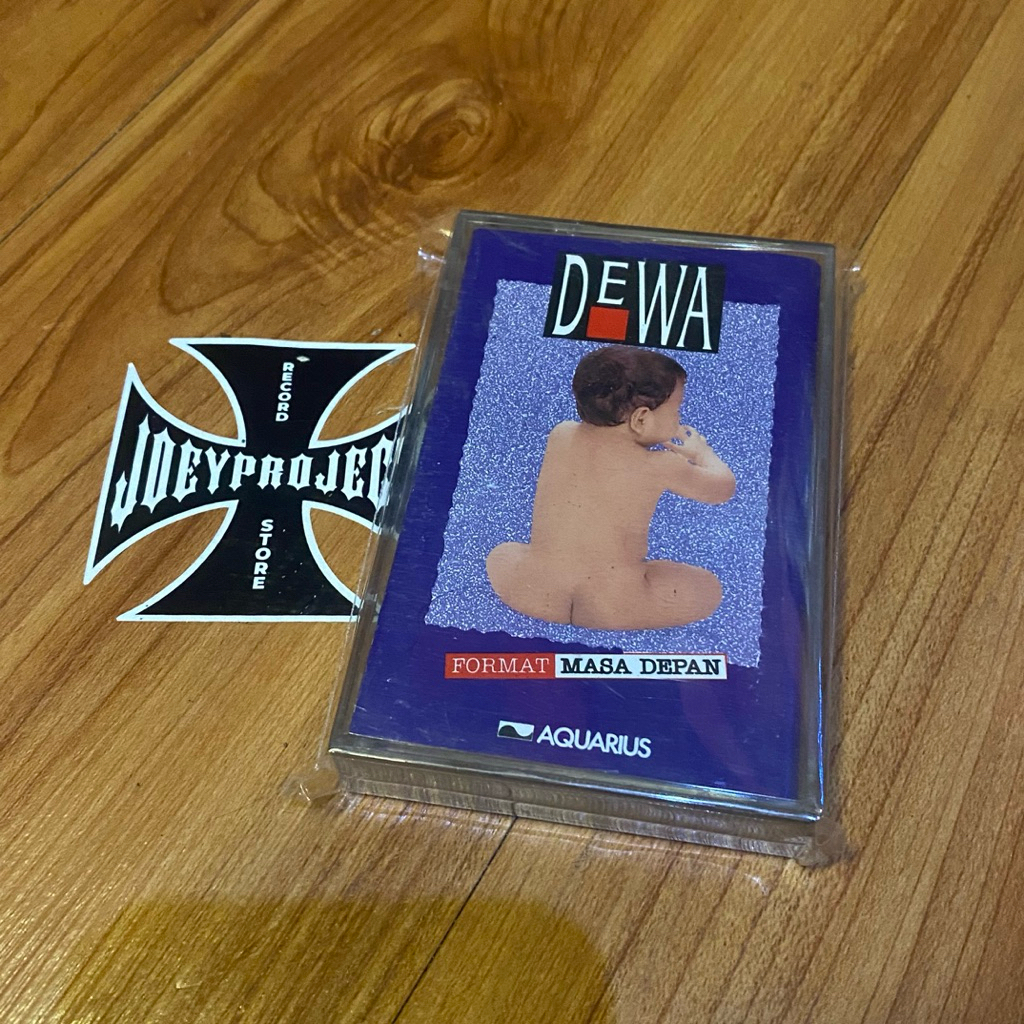 RECORD
JOEYPROJEC
STORE
DEWA
FORMAT MASA DEPAN
AQUARIUS